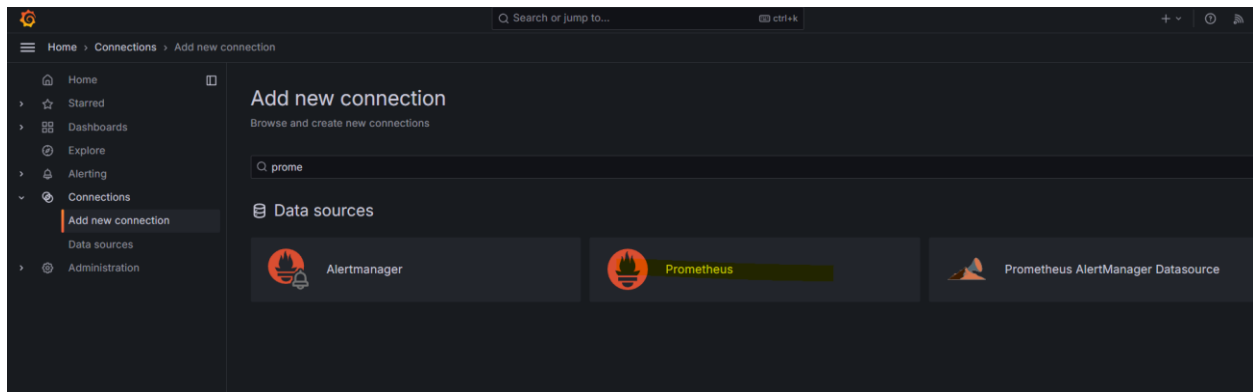 Search or jump to... ctrl+k
Home > Connections > Add new connection
Home
Starred
Dashboards
Explore
Alerting
Connections
Add new connection
Data sources
Administration
Add new connection
Browse and create new connections
prome
Data sources
Alertmanager
Prometheus
Prometheus AlertManager Datasource